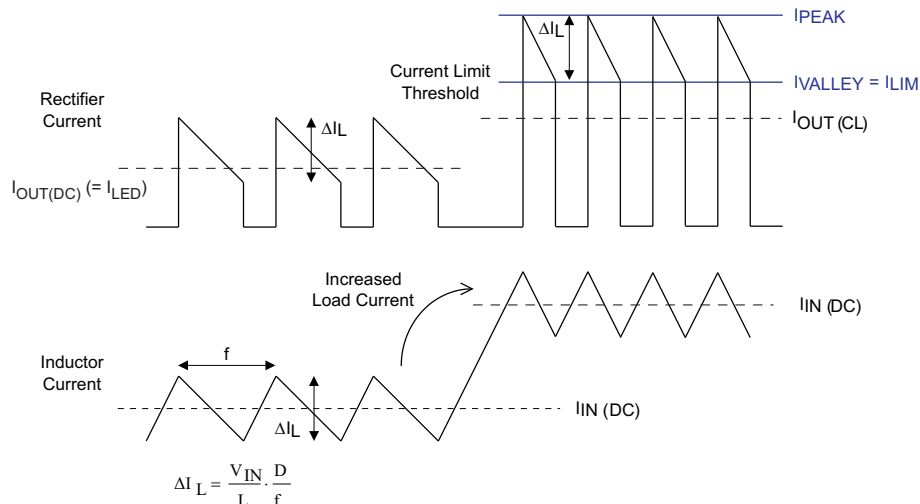 IPEAK
ΔIL
Current Limit
Threshold
IVALLEY = ILIM
Rectifier
Current
ΔIL
IOUT (CL)
IOUT(DC) (= ILED)
Increased
Load Current
IIN (DC)
f
Inductor
Current
IIN (DC)
ΔIL
ΔI L = VIN/L · D/f